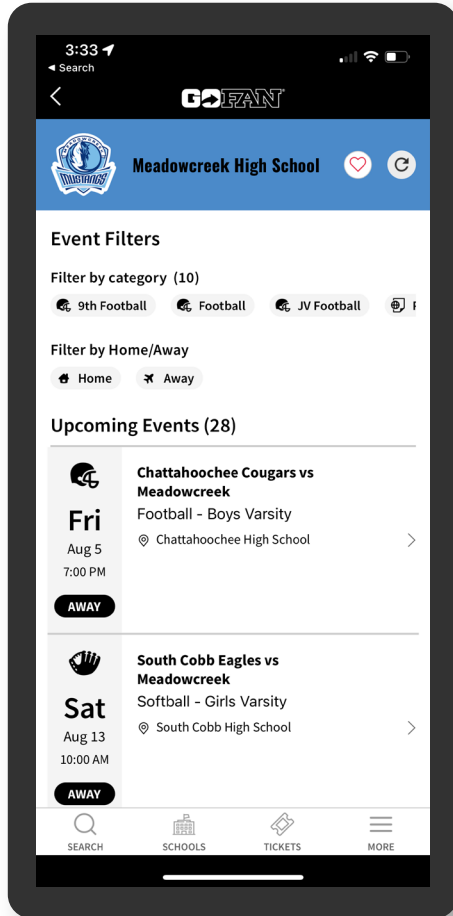 3:33
◄ Search
GOFAN
MEADOWCREEK
MUSTANGS
Meadowcreek High School
Event Filters
Filter by category (10)
9th Football
Football
JV Football
Filter by Home/Away
Home
Away
Upcoming Events (28)
Chattahoochee Cougars vs
Meadowcreek
Football - Boys Varsity
Chattahoochee High School
Fri
Aug 5
7:00 PM
AWAY
South Cobb Eagles vs
Meadowcreek
Softball - Girls Varsity
South Cobb High School
Sat
Aug 13
10:00 AM
AWAY
SEARCH
SCHOOLS
TICKETS
MORE